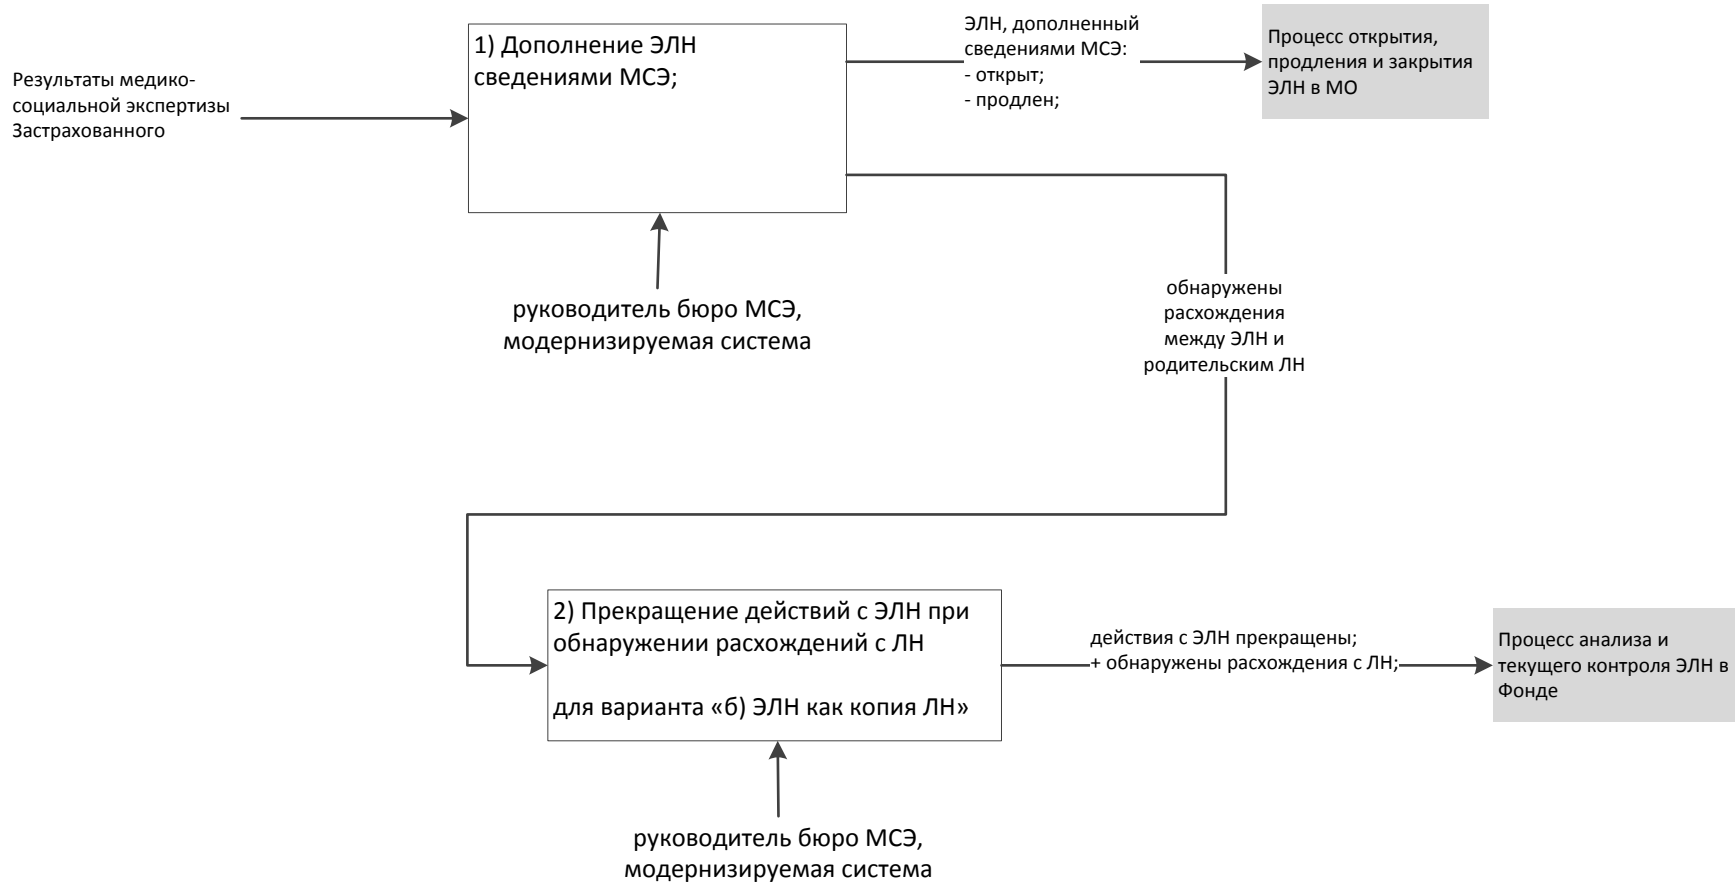 Результаты медико-
социальной экспертизы
Застрахованного
1) Дополнение ЭЛН
сведениями МСЭ;
ЭЛН, дополненный
сведениями МСЭ:
- открыт;
- продлен;
Процесс открытия,
продления и закрытия
ЭЛН в МО
руководитель бюро МСЭ,
модернизируемая система
обнаружены
расхождения
между ЭЛН и
родительским ЛН
2) Прекращение действий с ЭЛН при
обнаружении расхождений с ЛН
для варианта «б) ЭЛН как копия ЛН»
действия с ЭЛН прекращены;
+ обнаружены расхождения с ЛН;
Процесс анализа и
текущего контроля ЭЛН в
Фонде
руководитель бюро МСЭ,
модернизируемая система